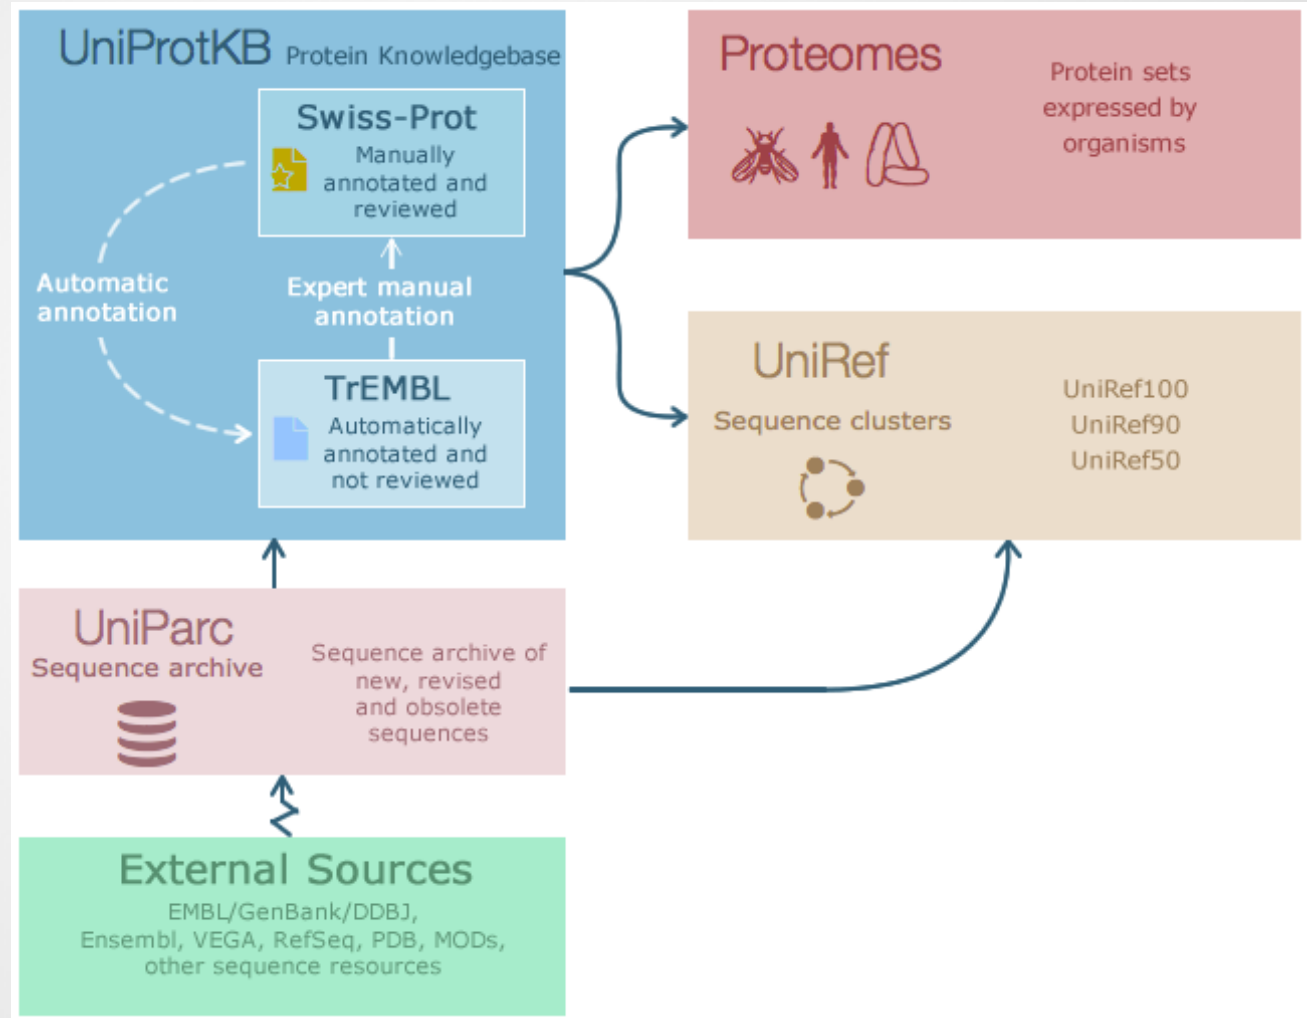 UniProtKB Protein Knowledgebase
Swiss-Prot
Manually
annotated and
reviewed
Automatic
annotation
Expert manual
annotation
TrEMBL
Automatically
annotated and
not reviewed
Proteomes
Protein sets
expressed by
organisms
UniRef
Sequence clusters
UniRef100
UniRef90
UniRef50
UniParc
Sequence archive
Sequence archive of
new, revised
and obsolete
sequences
External Sources
EMBL/GenBank/DDBJ,
Ensembl, VEGA, RefSeq, PDB, MODs,
other sequence resources